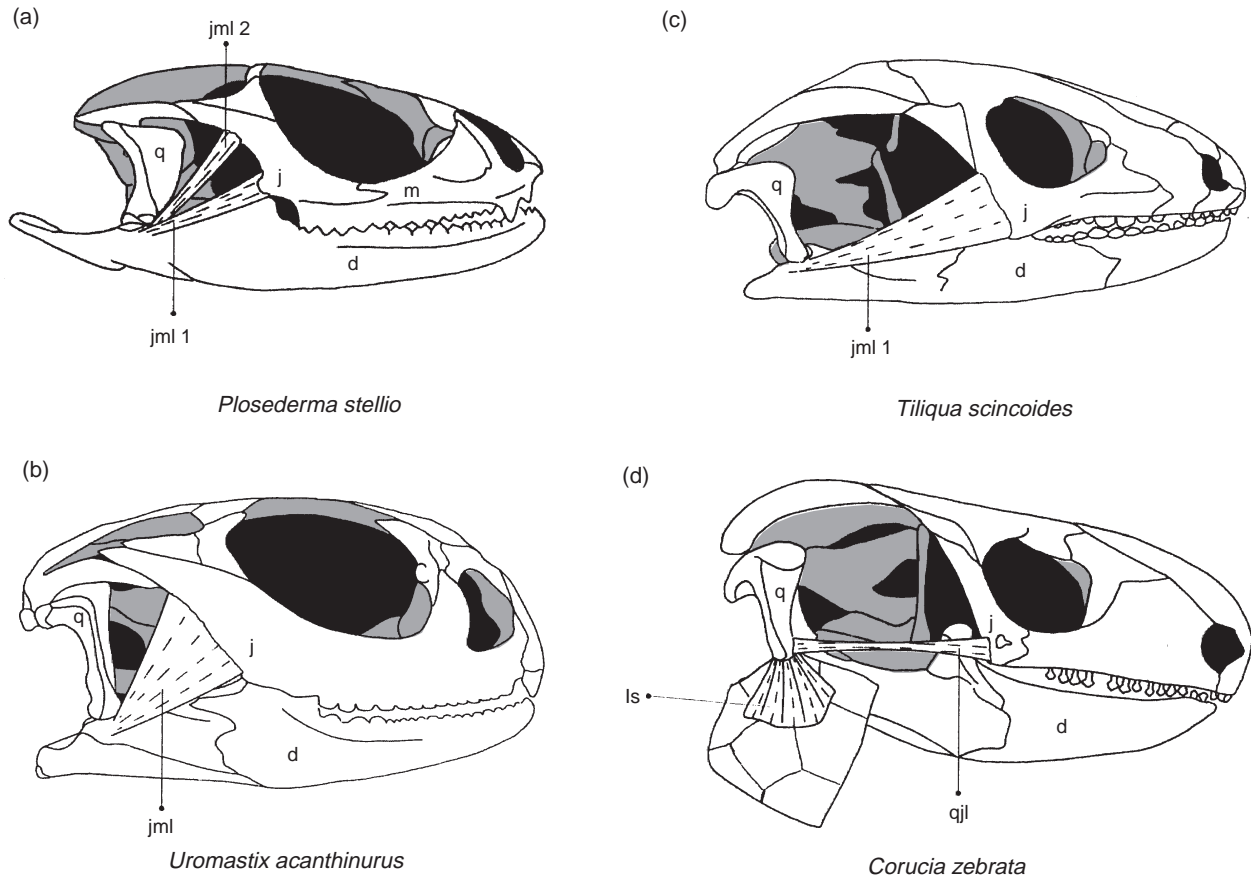 (a)
jml 2
q
j
m
d
jml 1
Plosederma stellio
(b)
q
j
d
jml
Uromastix acanthinurus
(c)
q
j
d
jml 1
Tiliqua scincoides
(d)
q
j
ls
d
qjl
Corucia zebrata